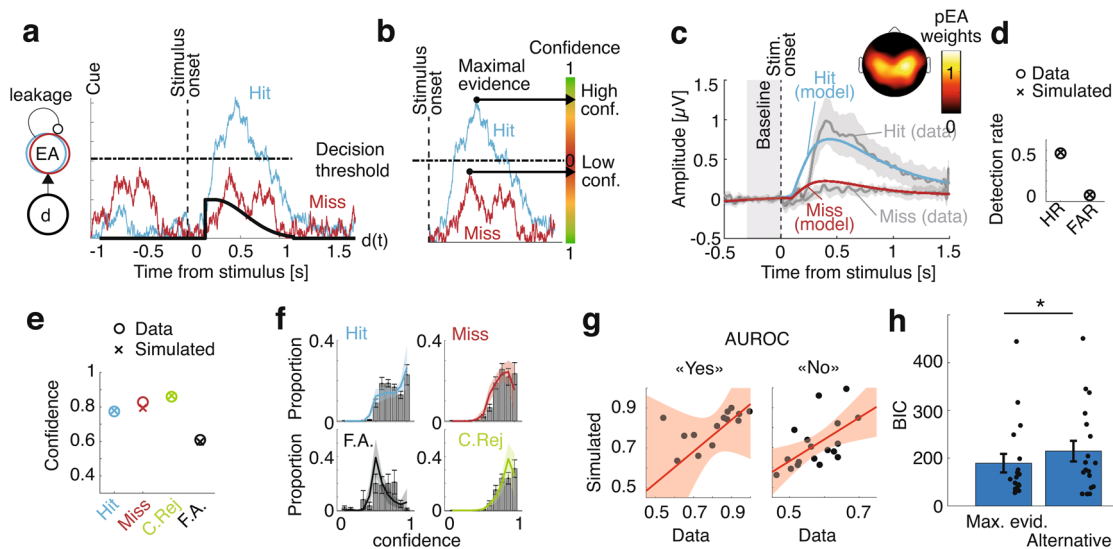 a
leakage
EA
d
Cue
Stimulus
onset
Hit
Decision
threshold
Miss
d(t)
-1 -0.5 0 0.5 1 1.5
Time from stimulus [s]
b
Stimulus
onset
Maximal
evidence
Hit
Miss
Confidence
1
High
conf.
0
Low
conf.
1
c
Baseline
Stim.
onset
Hit
(model)
Hit (data)
Miss
(model)
Miss (data)
Amplitude [μV]
1.5
1
0.5
0
-0.5
-0.5 0 0.5 1 1.5
Time from stimulus [s]
pEA
weights
1
0
d
Data
Simulated
Detection rate
0.5
0
HR
FAR
e
Data
Simulated
Confidence
1
0.8
0.6
0.4
Hit
Miss
C.Rej
F.A.
f
Hit
Miss
Proportion
0.4
0
0.4
0
F.A.
C.Rej
Proportion
0.4
0
0.4
0
0 1 0 1
confidence
g
AUROC
«Yes» «No»
Simulated
0.9
0.7
0.5
0.5 0.7 0.9
Data
0.5 0.7
Data
h
*
BIC
400
300
200
100
0
Max. evid.
Alternative